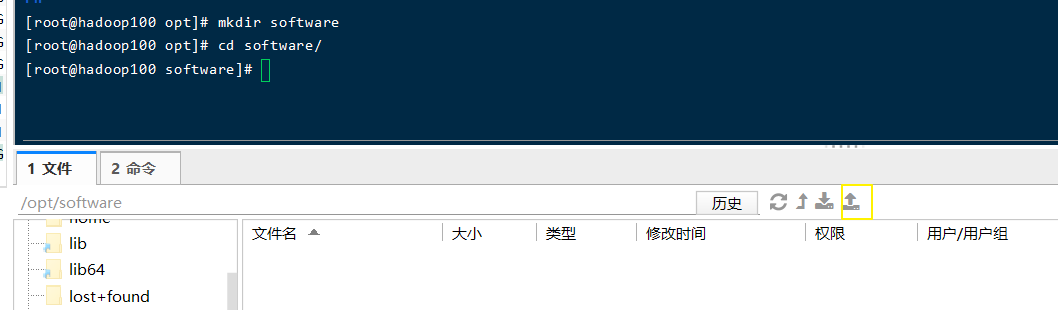 [root@hadoop100 opt]# mkdir software
[root@hadoop100 opt]# cd software/
[root@hadoop100 software]#
1 文件 2 命令
/opt/software 历史
home
文件名 大小 类型 修改时间 权限 用户/用户组
lib
lib64
lost+found